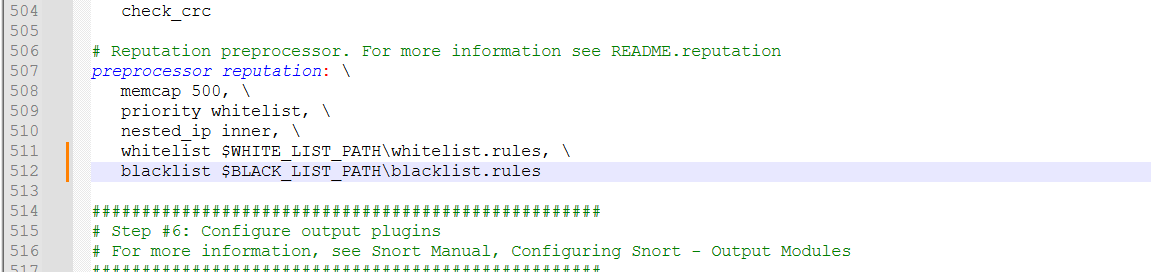 504 check_crc
505
506 # Reputation preprocessor. For more information see README.reputation
507 preprocessor reputation: \
508 memcap 500, \
509 priority whitelist, \
510 nested_ip inner, \
511 whitelist $WHITE_LIST_PATH\whitelist.rules, \
512 blacklist $BLACK_LIST_PATH\blacklist.rules
513
514 ###################################################
515 # Step #6: Configure output plugins
516 # For more information, see Snort Manual, Configuring Snort - Output Modules
517 ###################################################